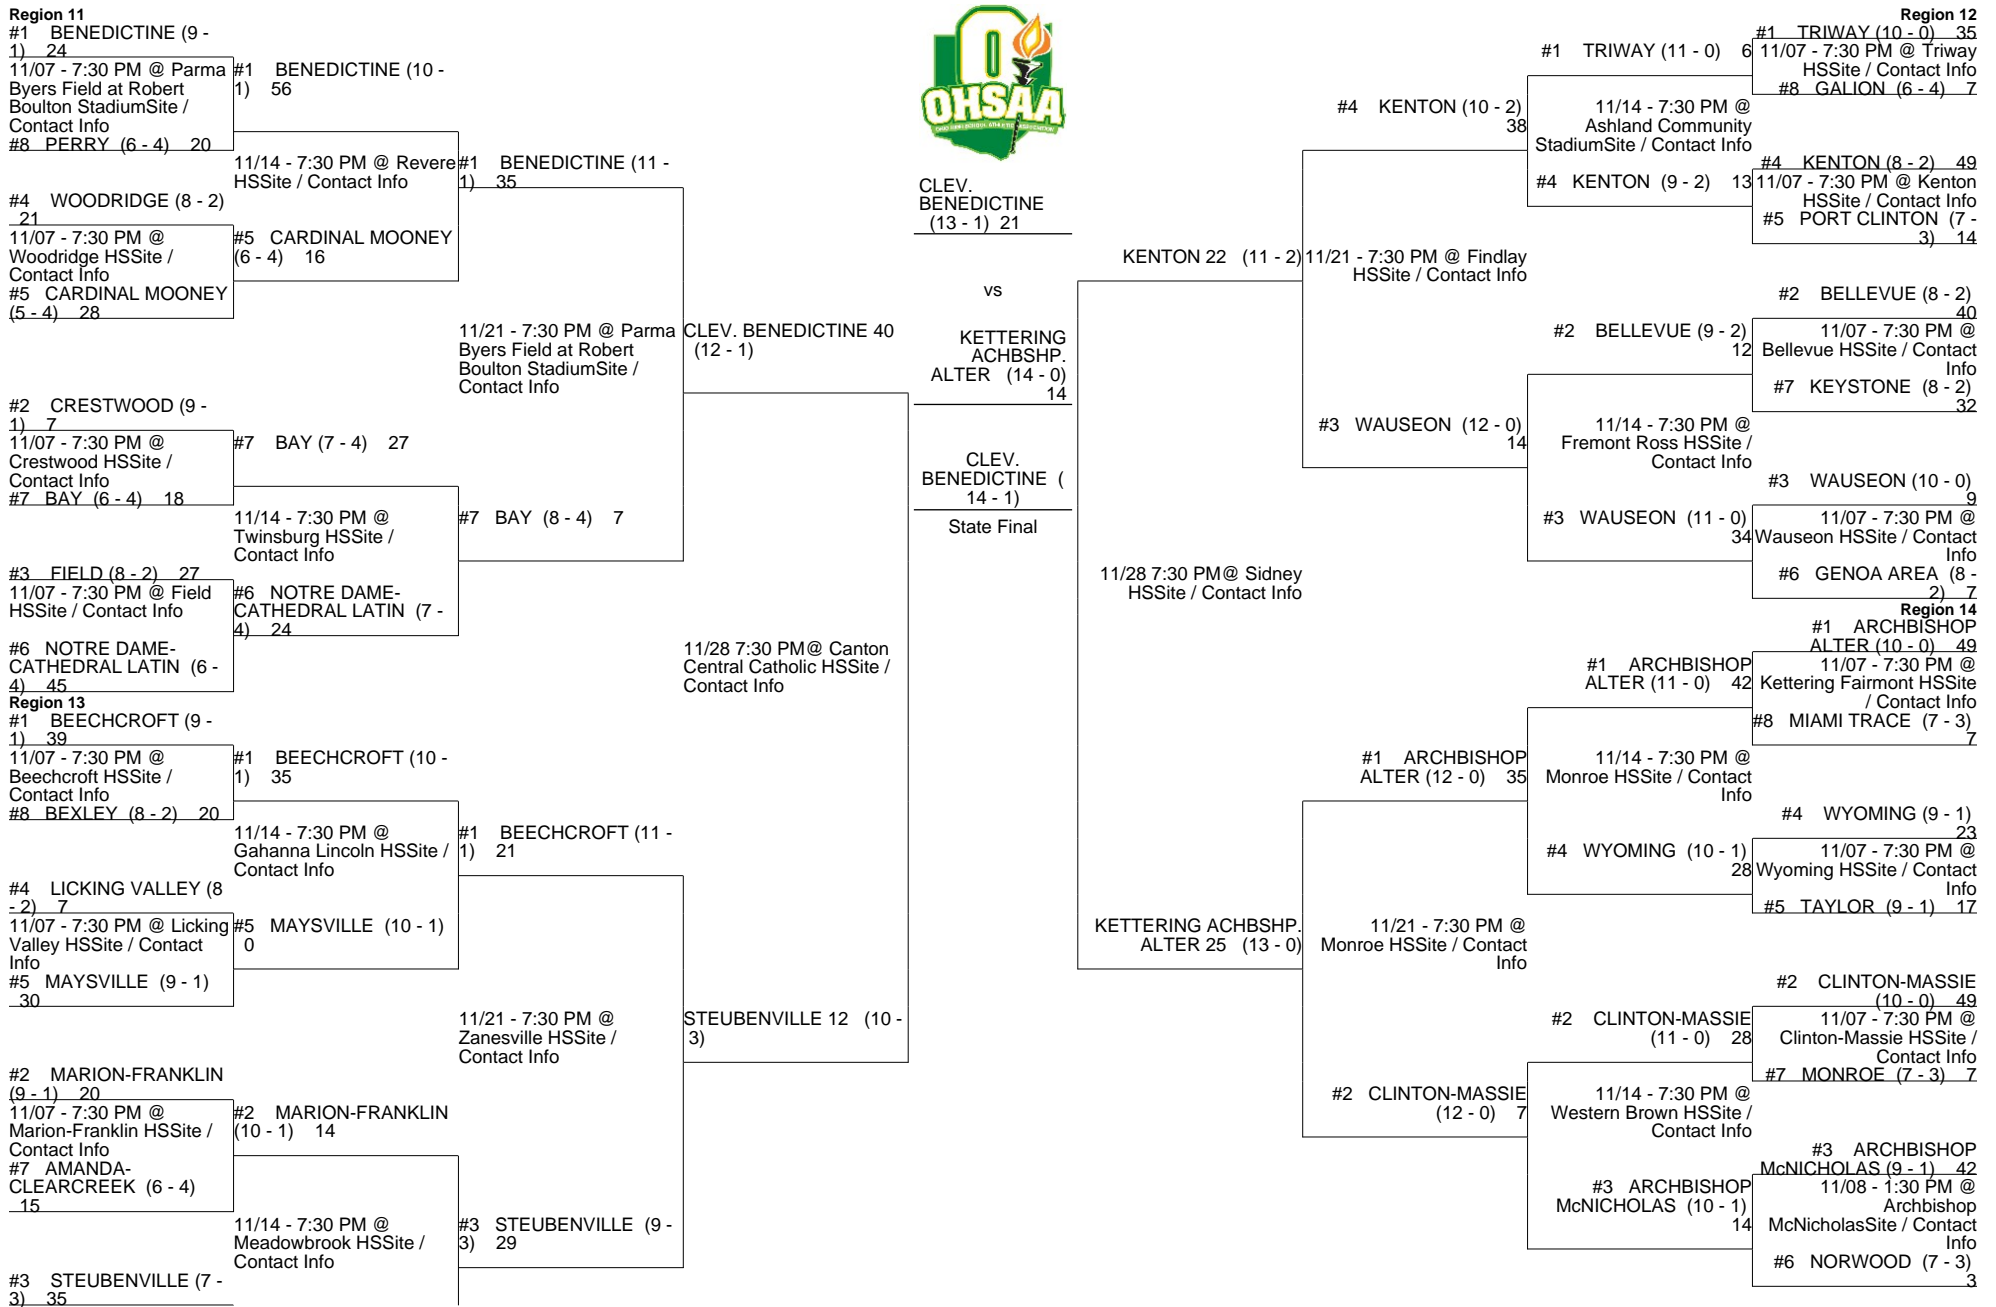 Region 11
#1 BENEDICTINE (9 -
1) 24
11/07 - 7:30 PM @ Parma
Byers Field at Robert
Boulton StadiumSite /
Contact Info
#8 PERRY (6 - 4) 20
#4 WOODRIDGE (8 - 2)
21
11/07 - 7:30 PM @
Woodridge HSSite /
Contact Info
#5 CARDINAL MOONEY
(5 - 4) 28
#2 CRESTWOOD (9 -
1) 7
11/07 - 7:30 PM @
Crestwood HSSite /
Contact Info
#7 BAY (6 - 4) 18
#3 FIELD (8 - 2) 27
11/07 - 7:30 PM @ Field
HSSite / Contact Info
#6 NOTRE DAME-
CATHEDRAL LATIN (6 -
4) 45
Region 13
#1 BEECHCROFT (9 -
1) 39
11/07 - 7:30 PM @
Beechcroft HSSite /
Contact Info
#8 BEXLEY (8 - 2) 20
#4 LICKING VALLEY (8
- 2) 7
11/07 - 7:30 PM @ Licking
Valley HSSite / Contact
Info
#5 MAYSVILLE (9 - 1)
30
#2 MARION-FRANKLIN
(9 - 1) 20
11/07 - 7:30 PM @
Marion-Franklin HSSite /
Contact Info
#7 AMANDA-
CLEARCREEK (6 - 4)
15
#3 STEUBENVILLE (7 -
3) 35
#1 BENEDICTINE (10 -
1) 56
11/14 - 7:30 PM @ Revere
HSSite / Contact Info
#5 CARDINAL MOONEY
(6 - 4) 16
#7 BAY (7 - 4) 27
11/14 - 7:30 PM @
Twinsburg HSSite /
Contact Info
#6 NOTRE DAME-
CATHEDRAL LATIN (7 -
4) 24
#1 BEECHCROFT (10 -
1) 35
11/14 - 7:30 PM @
Gahanna Lincoln HSSite /
Contact Info
#5 MAYSVILLE (10 - 1)
0
#2 MARION-FRANKLIN
(10 - 1) 14
11/14 - 7:30 PM @
Meadowbrook HSSite /
Contact Info
#1 BENEDICTINE (11 -
1) 35
11/21 - 7:30 PM @ Parma
Byers Field at Robert
Boulton StadiumSite /
Contact Info
#7 BAY (8 - 4) 7
#1 BEECHCROFT (11 -
1) 21
11/21 - 7:30 PM @
Zanesville HSSite /
Contact Info
#3 STEUBENVILLE (9 -
3) 29
CLEV. BENEDICTINE 40
(12 - 1)
11/28 7:30 PM@ Canton
Central Catholic HSSite /
Contact Info
STEUBENVILLE 12 (10 -
3)
O
OHSAA
CLEV.
BENEDICTINE
(13 - 1) 21
vs
KETTERING
ACHBSHP.
ALTER (14 - 0)
14
CLEV.
BENEDICTINE (
14 - 1)
State Final
KENTON 22 (11 - 2)
11/28 7:30 PM@ Sidney
HSSite / Contact Info
KETTERING ACHBSHP.
ALTER 25 (13 - 0)
#4 KENTON (10 - 2)
38
11/21 - 7:30 PM @ Findlay
HSSite / Contact Info
#3 WAUSEON (12 - 0)
14
#1 ARCHBISHOP
ALTER (12 - 0) 35
11/21 - 7:30 PM @
Monroe HSSite / Contact
Info
#2 CLINTON-MASSIE
(12 - 0) 7
#1 TRIWAY (11 - 0) 6
11/14 - 7:30 PM @
Ashland Community
StadiumSite / Contact Info
#4 KENTON (9 - 2) 13
#2 BELLEVUE (9 - 2)
12
11/14 - 7:30 PM @
Fremont Ross HSSite /
Contact Info
#3 WAUSEON (11 - 0)
34
#1 ARCHBISHOP
ALTER (11 - 0) 42
11/14 - 7:30 PM @
Monroe HSSite / Contact
Info
#4 WYOMING (10 - 1)
28
#2 CLINTON-MASSIE
(11 - 0) 28
11/14 - 7:30 PM @
Western Brown HSSite /
Contact Info
#3 ARCHBISHOP
McNICHOLAS (10 - 1)
14
Region 12
#1 TRIWAY (10 - 0) 35
11/07 - 7:30 PM @ Triway
HSSite / Contact Info
#8 GALION (6 - 4) 7
#4 KENTON (8 - 2) 49
11/07 - 7:30 PM @ Kenton
HSSite / Contact Info
#5 PORT CLINTON (7 -
3) 14
#2 BELLEVUE (8 - 2)
40
11/07 - 7:30 PM @
Bellevue HSSite / Contact
Info
#7 KEYSTONE (8 - 2)
32
#3 WAUSEON (10 - 0)
9
11/07 - 7:30 PM @
Wauseon HSSite / Contact
Info
#6 GENOA AREA (8 -
2) 7
Region 14
#1 ARCHBISHOP
ALTER (10 - 0) 49
11/07 - 7:30 PM @
Kettering Fairmont HSSite
/ Contact Info
#8 MIAMI TRACE (7 - 3)
7
#4 WYOMING (9 - 1)
23
11/07 - 7:30 PM @
Wyoming HSSite / Contact
Info
#5 TAYLOR (9 - 1) 17
#2 CLINTON-MASSIE
(10 - 0) 49
11/07 - 7:30 PM @
Clinton-Massie HSSite /
Contact Info
#7 MONROE (7 - 3) 7
#3 ARCHBISHOP
McNICHOLAS (9 - 1) 42
11/08 - 1:30 PM @
Archbishop
McNicholasSite / Contact
Info
#6 NORWOOD (7 - 3)
3